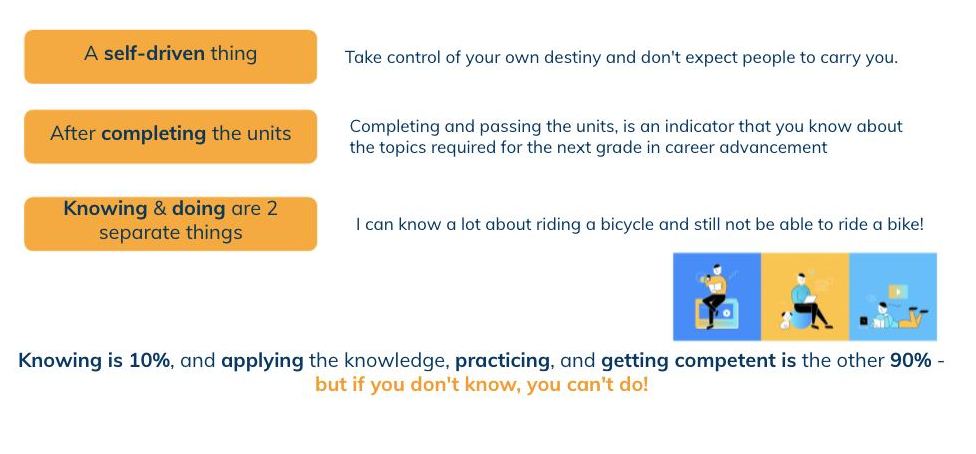 A self-driven thing
Take control of your own destiny and don't expect people to carry you.
After completing the units
Completing and passing the units, is an indicator that you know about
the topics required for the next grade in career advancement
Knowing & doing are 2
separate things
I can know a lot about riding a bicycle and still not be able to ride a bike!
Knowing is 10%, and applying the knowledge, practicing, and getting competent is the other 90% -
but if you don't know, you can't do!